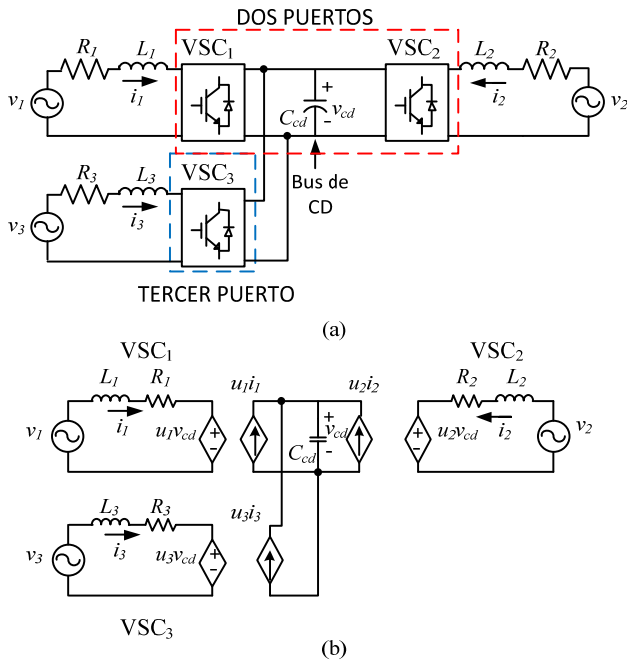 DOS PUERTOS
R1 L1 VSC1 VSC2 L2 R2
v1 i1 Ccd + vcd - i2 v2
R3 L3 VSC3 Bus de
CD
v3 i3
TERCER PUERTO
(a)
VSC1 VSC2
L1 R1 u1i1 u2i2 R2 L2
v1 i1 u1vcd + - Ccd + vcd - + - u2vcd i2 v2
L3 R3 u3i3
v3 i3 u3vcd + -
VSC3
(b)